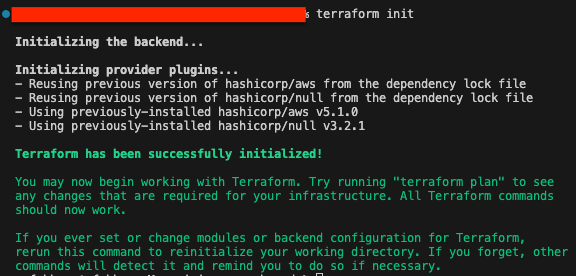 terraform init
Initializing the backend...
Initializing provider plugins...
- Reusing previous version of hashicorp/aws from the dependency lock file
- Reusing previous version of hashicorp/null from the dependency lock file
- Using previously-installed hashicorp/aws v5.1.0
- Using previously-installed hashicorp/null v3.2.1
Terraform has been successfully initialized!
You may now begin working with Terraform. Try running "terraform plan" to see
any changes that are required for your infrastructure. All Terraform commands
should now work.
If you ever set or change modules or backend configuration for Terraform,
rerun this command to reinitialize your working directory. If you forget, other
commands will detect it and remind you to do so if necessary.